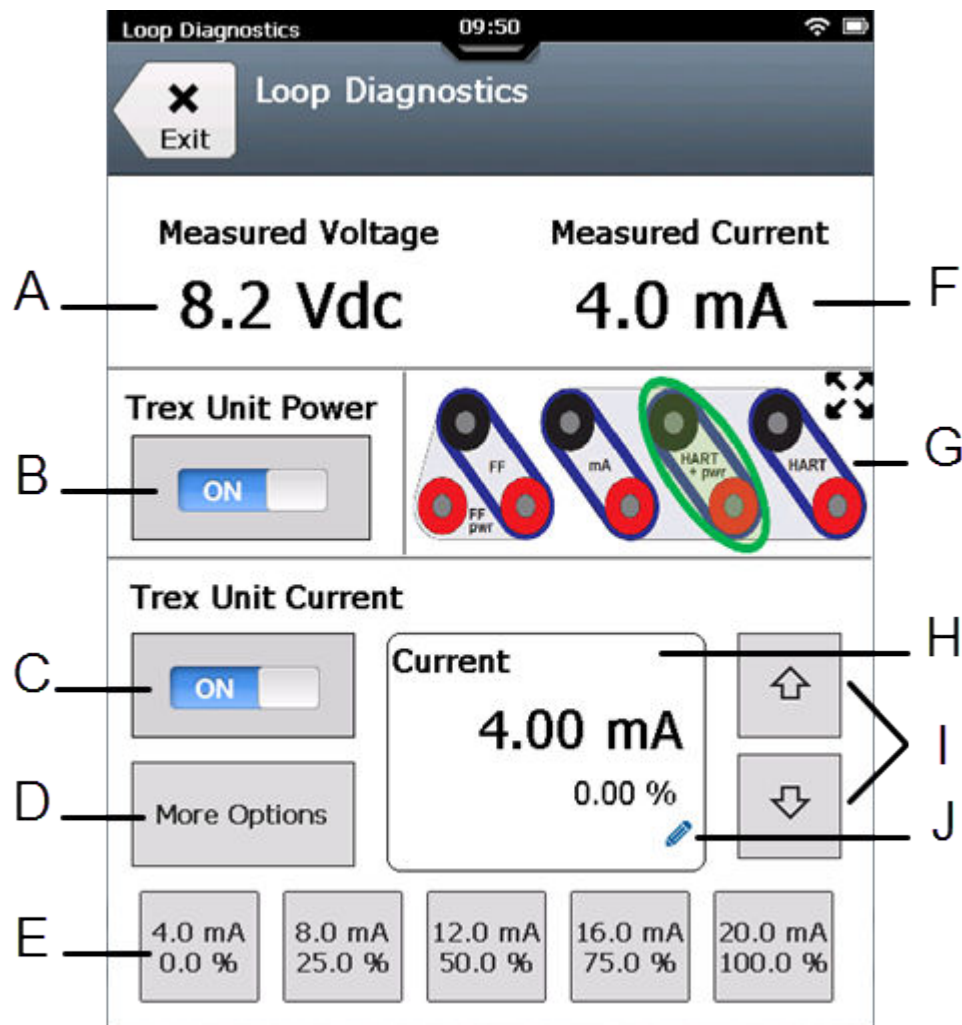 Loop Diagnostics 09:50
Loop Diagnostics
Exit
Measured Voltage Measured Current
A 8.2 Vdc 4.0 mA F
Trex Unit Power
B ON FF FF pwr mA HART + pwr HART G
Trex Unit Current
C ON Current H
4.00 mA I
0.00 %
D More Options J
E 4.0 mA 8.0 mA 12.0 mA 16.0 mA 20.0 mA
0.0 % 25.0 % 50.0 % 75.0 % 100.0 %